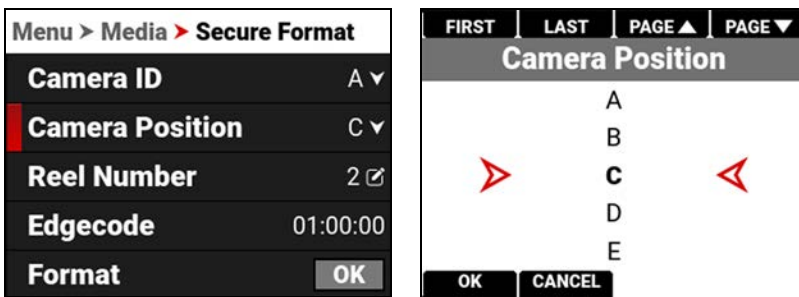 Menu > Media > Secure Format
Camera ID A
Camera Position C
Reel Number 2
Edgecode 01:00:00
Format OK
FIRST LAST PAGE▲ PAGE▼
Camera Position
A
B
C
D
E
OK CANCEL